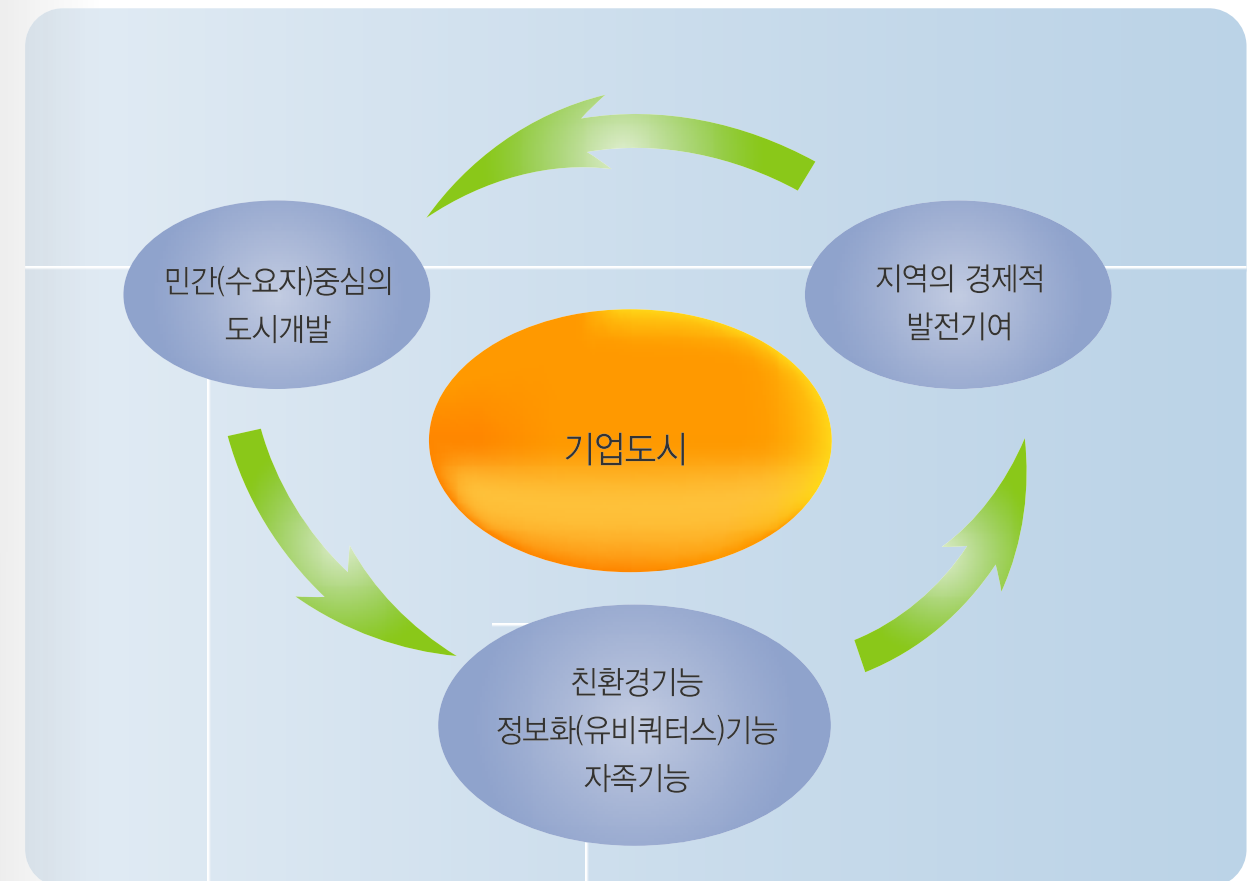 민간(수요자)중심의
도시개발
지역의 경제적
발전기여
기업도시
친환경기능
정보화(유비쿼터스)기능
자족기능